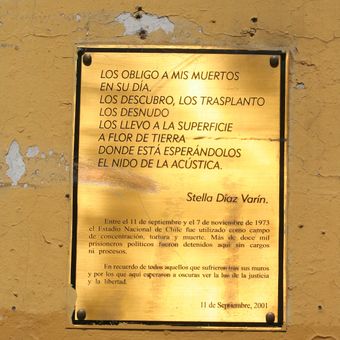 LOS OBLIGO A MIS MUERTOS
EN SU DÍA,
LOS DESCUBRO, LOS TRASPLANTO
LOS DESNUDO
LOS LLEVO A LA SUPERFICIE
A FLOR DE TIERRA
DONDE ESTÁ ESPERÁNDOLOS
EL NIDO DE LA ACÚSTICA.
Stella Díaz Varín.
Entre el 11 de septiembre y el 7 de noviembre de 1973
el Estadio Nacional de Chile fue utilizado como campo
de concentración, tortura y muerte. Más de doce mil
prisioneros políticos fueron detenidos aquí sin cargos
ni procesos.
En recuerdo de todos aquellos que sufrieron tras sus muros
y por los que aquí esperaron a oscuras ver la luz de la justicia
y la libertad.
11 de Septiembre, 2001